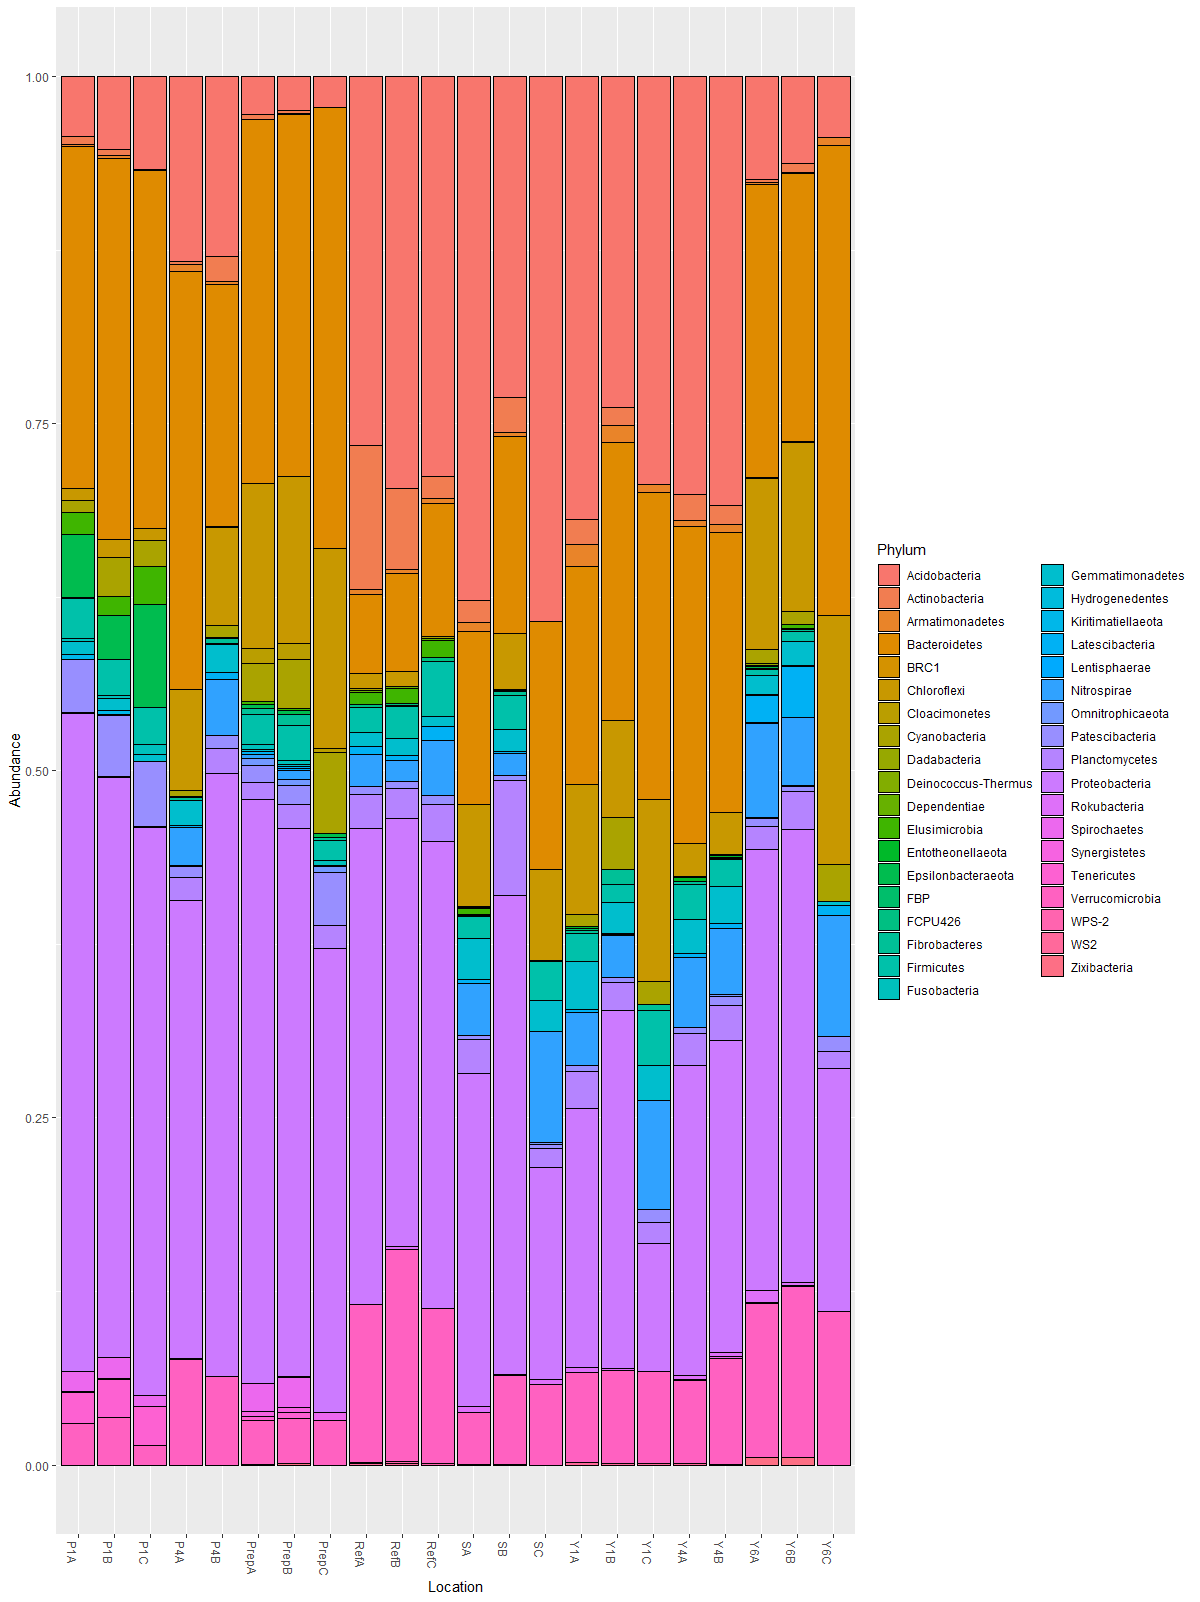 1.00
0.75
0.50
0.25
0.00
Abundance
P1A P1B P1C P4A P4B PrepA PrepB PrepC RefA RefB RefC SA SB SC Y1A Y1B Y1C Y4A Y4B Y6A Y6B Y6C
Location
Phylum
Acidobacteria
Actinobacteria
Armatimonadetes
Bacteroidetes
BRC1
Chloroflexi
Cloacimonetes
Cyanobacteria
Dadabacteria
Deinococcus-Thermus
Dependentiae
Elusimicrobia
Entotheonellaeota
Epsilonbacteraeota
FBP
FCPU426
Fibrobacteres
Firmicutes
Fusobacteria
Gemmatimonadetes
Hydrogenedentes
Kiritimatiellaeota
Latescibacteria
Lentisphaerae
Nitrospirae
Omnitrophicaeota
Patescibacteria
Planctomycetes
Proteobacteria
Rokubacteria
Spirochaetes
Synergistetes
Tenericutes
Verrucomicrobia
WPS-2
WS2
Zixibacteria